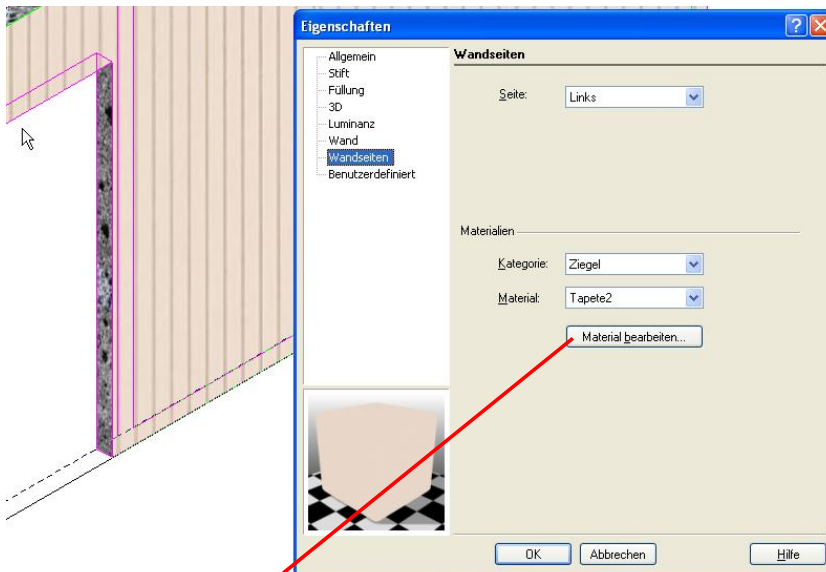 Eigenschaften
Allgemein
Stift
Füllung
3D
Luminanz
Wand
Wandseiten
Benutzerdefiniert
Wandseiten
Seite: Links
Materialien
Kategorie: Ziegel
Material: Tapete2
Material bearbeiten...
OK Abbrechen Hilfe